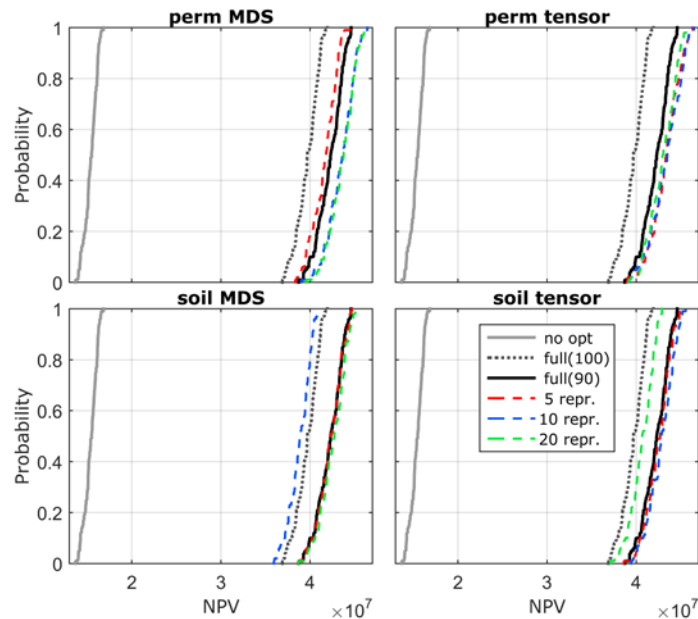 perm MDS
perm tensor
1
0.8
0.6
0.4
0.2
0
Probability
soil MDS
soil tensor
1
0.8
0.6
0.4
0.2
0
Probability
no opt
full(100)
full(90)
5 repr.
10 repr.
20 repr.
2 3 4
2 3 4
NPV ×10⁷
NPV ×10⁷